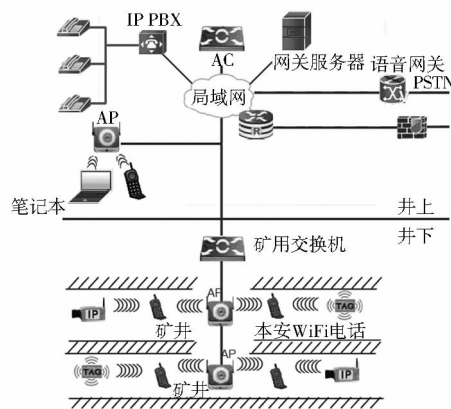 IP PBX
AC
网关服务器
语音网关
PSTN
局域网
R
AP
笔记本
井上
井下
矿用交换机
AP
IP
TAG
矿井
本安WiFi电话
AP
TAG
IP
矿井